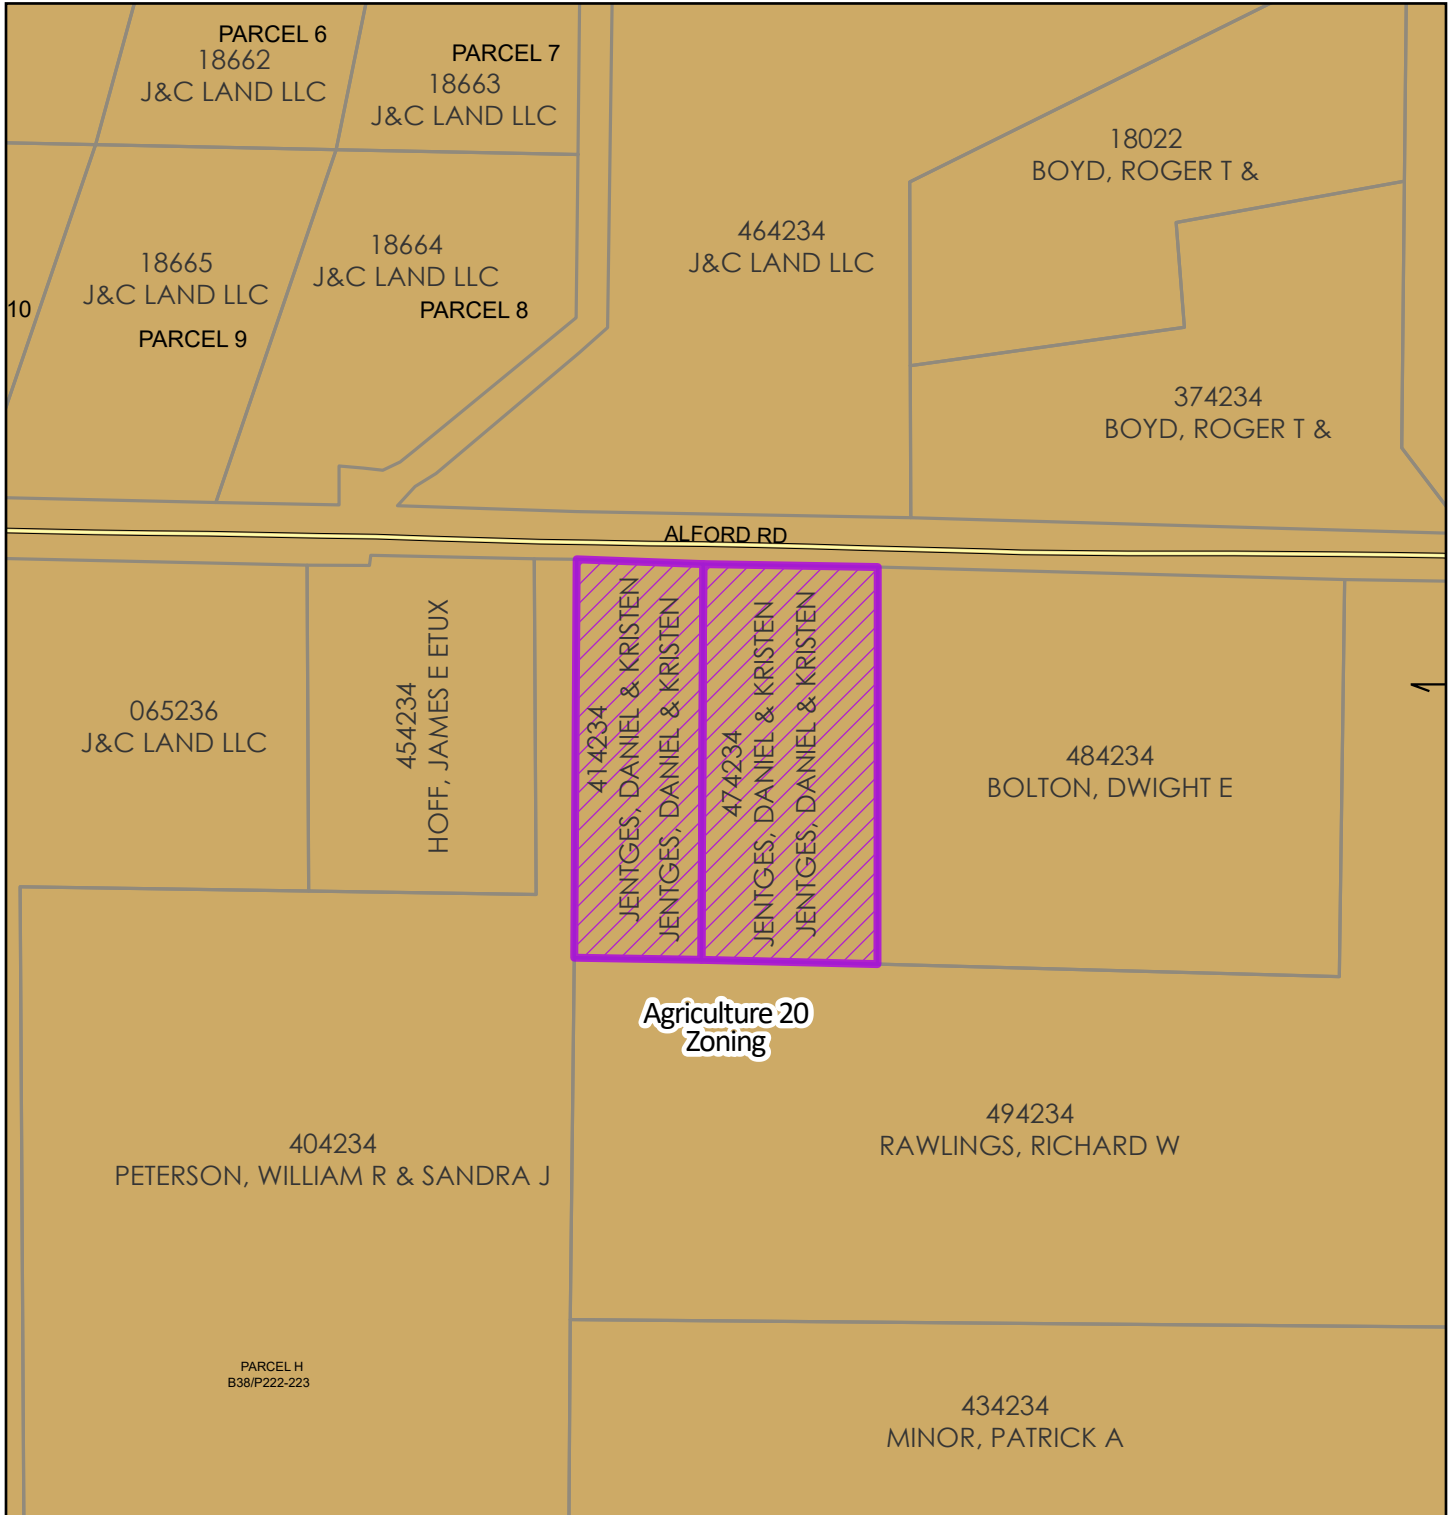 PARCEL 6
18662
J&C LAND LLC
PARCEL 7
18663
J&C LAND LLC
18022
BOYD, ROGER T &
464234
J&C LAND LLC
18664
J&C LAND LLC
PARCEL 8
18665
J&C LAND LLC
PARCEL 9
10
374234
BOYD, ROGER T &
ALFORD RD
065236
J&C LAND LLC
454234
HOFF, JAMES E ETUX
414234
JENTGES, DANIEL & KRISTEN
JENTGES, DANIEL & KRISTEN
474234
JENTGES, DANIEL & KRISTEN
JENTGES, DANIEL & KRISTEN
484234
BOLTON, DWIGHT E
Agriculture 20
Zoning
494234
RAWLINGS, RICHARD W
404234
PETERSON, WILLIAM R & SANDRA J
PARCEL H
B38/P222-223
434234
MINOR, PATRICK A